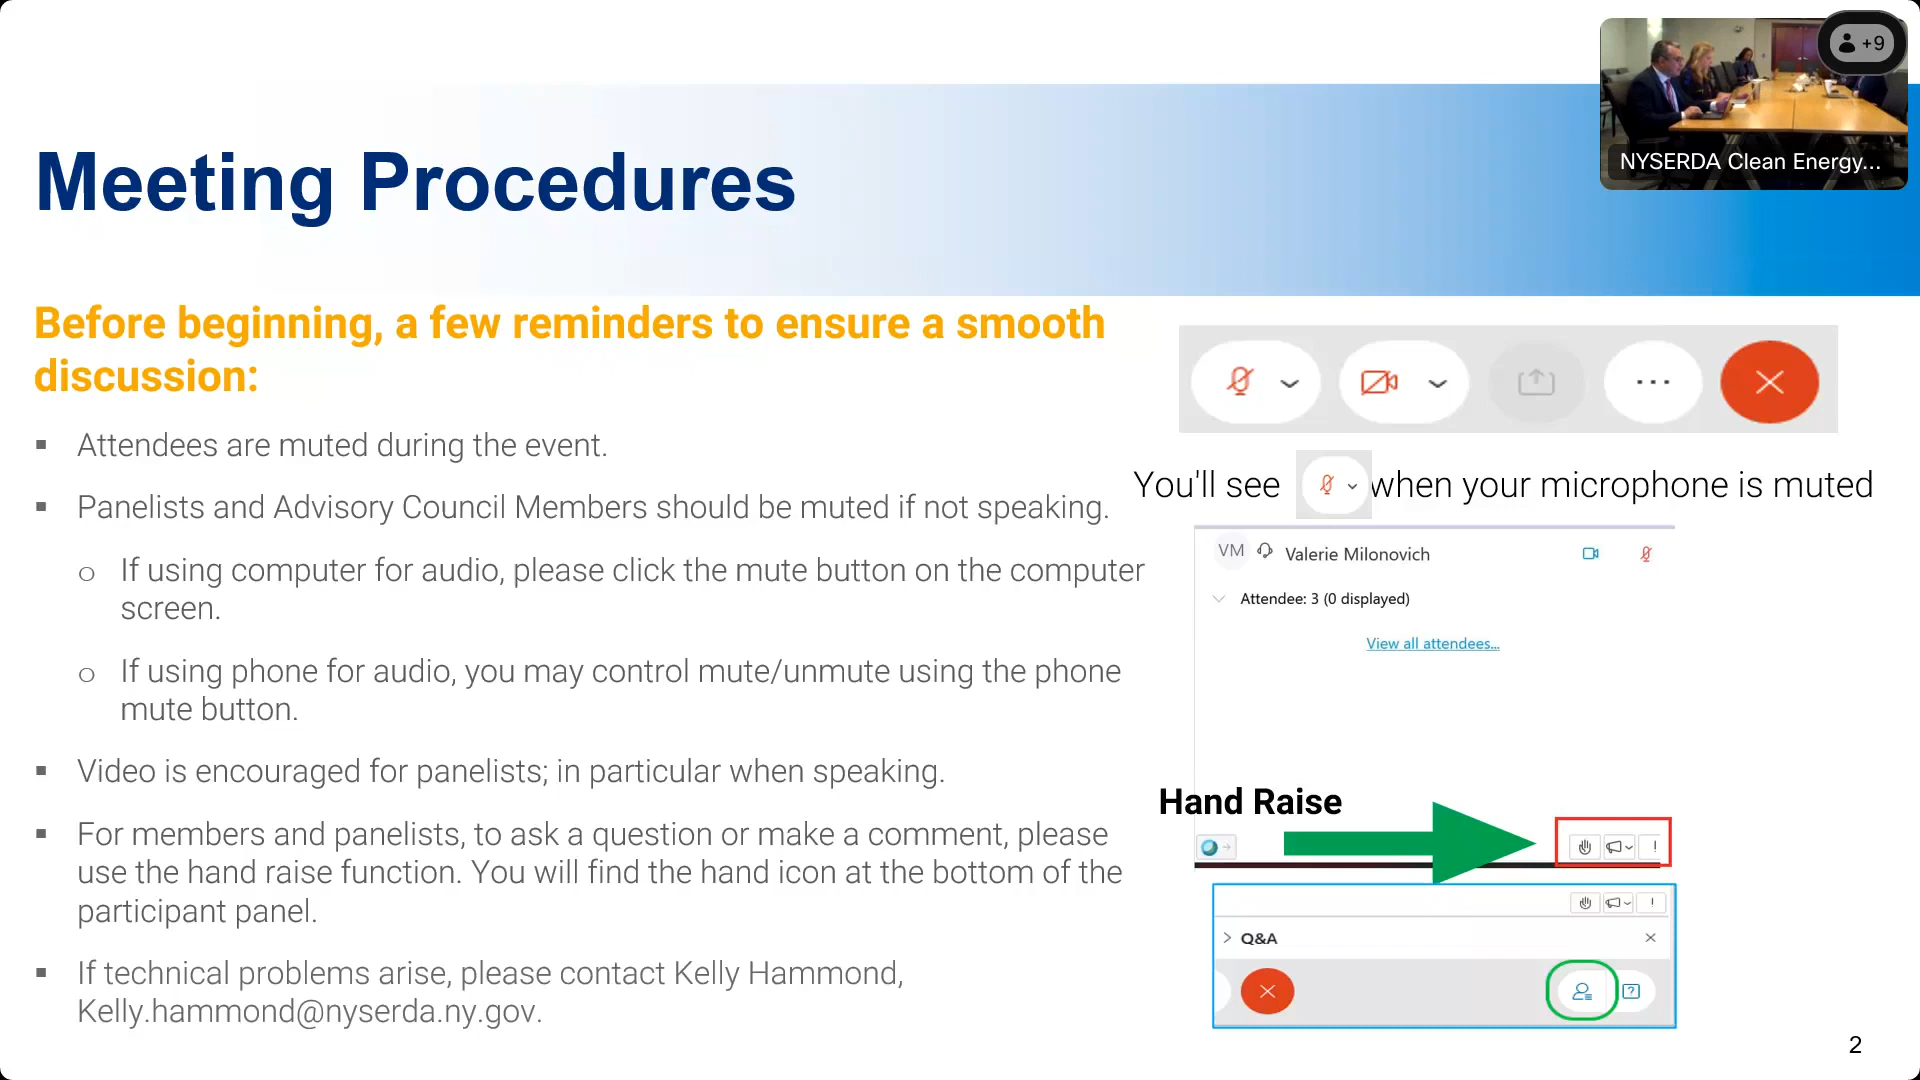 +9
NYSERDA Clean Energy...
Meeting Procedures
Before beginning, a few reminders to ensure a smooth
discussion:
▪ Attendees are muted during the event.
▪ Panelists and Advisory Council Members should be muted if not speaking.
o If using computer for audio, please click the mute button on the computer
screen.
o If using phone for audio, you may control mute/unmute using the phone
mute button.
▪ Video is encouraged for panelists; in particular when speaking.
▪ For members and panelists, to ask a question or make a comment, please
use the hand raise function. You will find the hand icon at the bottom of the
participant panel.
▪ If technical problems arise, please contact Kelly Hammond,
Kelly.hammond@nyserda.ny.gov.
You'll see when your microphone is muted
VM Valerie Milonovich
Attendee: 3 (0 displayed)
View all attendees...
Hand Raise
Q&A
2